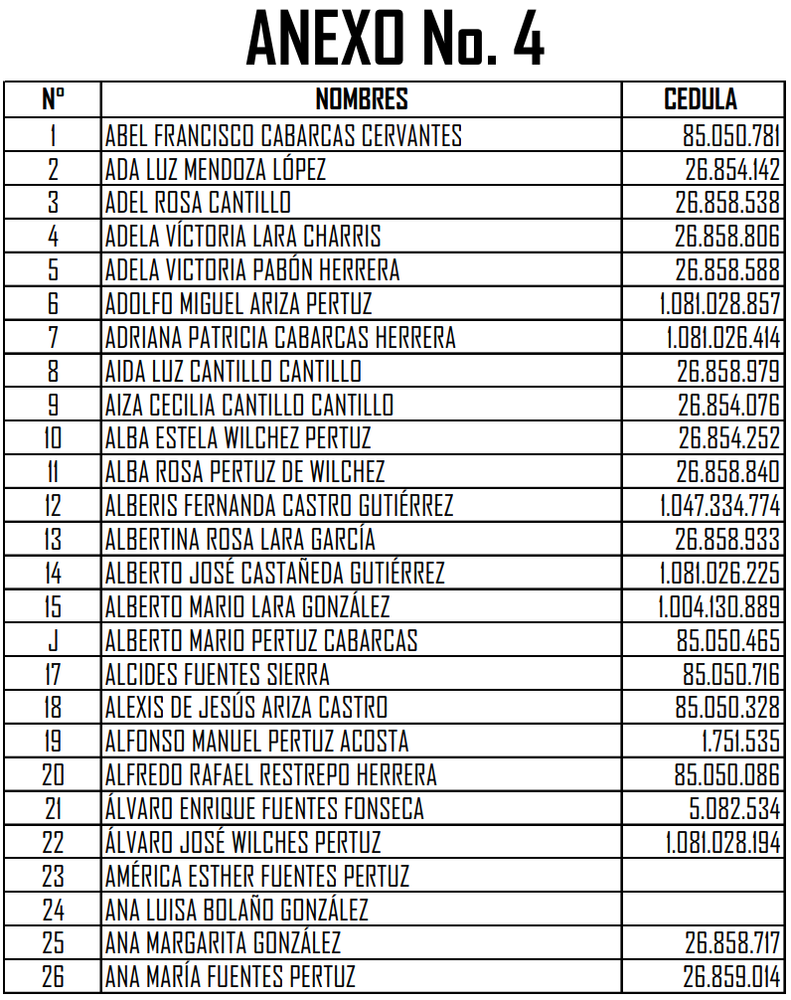 ANEXO No. 4
N° NOMBRES CEDULA
1 ABEL FRANCISCO CABARCAS CERVANTES 85.050.781
2 ADA LUZ MENDOZA LÓPEZ 26.854.142
3 ADEL ROSA CANTILLO 26.858.538
4 ADELA VÍCTORIA LARA CHARRIS 26.858.806
5 ADELA VICTORIA PABÓN HERRERA 26.858.588
6 ADOLFO MIGUEL ARIZA PERTUZ 1.081.028.857
7 ADRIANA PATRICIA CABARCAS HERRERA 1.081.026.414
8 AIDA LUZ CANTILLO CANTILLO 26.858.979
9 AIZA CECILIA CANTILLO CANTILLO 26.854.076
10 ALBA ESTELA WILCHEZ PERTUZ 26.854.252
11 ALBA ROSA PERTUZ DE WILCHEZ 26.858.840
12 ALBERIS FERNANDA CASTRO GUTIÉRREZ 1.047.334.774
13 ALBERTINA ROSA LARA GARCÍA 26.858.933
14 ALBERTO JOSÉ CASTAÑEDA GUTIÉRREZ 1.081.026.225
15 ALBERTO MARIO LARA GONZÁLEZ 1.004.130.889
J ALBERTO MARIO PERTUZ CABARCAS 85.050.465
17 ALCIDES FUENTES SIERRA 85.050.716
18 ALEXIS DE JESÚS ARIZA CASTRO 85.050.328
19 ALFONSO MANUEL PERTUZ ACOSTA 1.751.535
20 ALFREDO RAFAEL RESTREPO HERRERA 85.050.086
21 ÁLVARO ENRIQUE FUENTES FONSECA 5.082.534
22 ÁLVARO JOSÉ WILCHES PERTUZ 1.081.028.194
23 AMÉRICA ESTHER FUENTES PERTUZ
24 ANA LUISA BOLAÑO GONZÁLEZ
25 ANA MARGARITA GONZÁLEZ 26.858.717
26 ANA MARÍA FUENTES PERTUZ 26.859.014